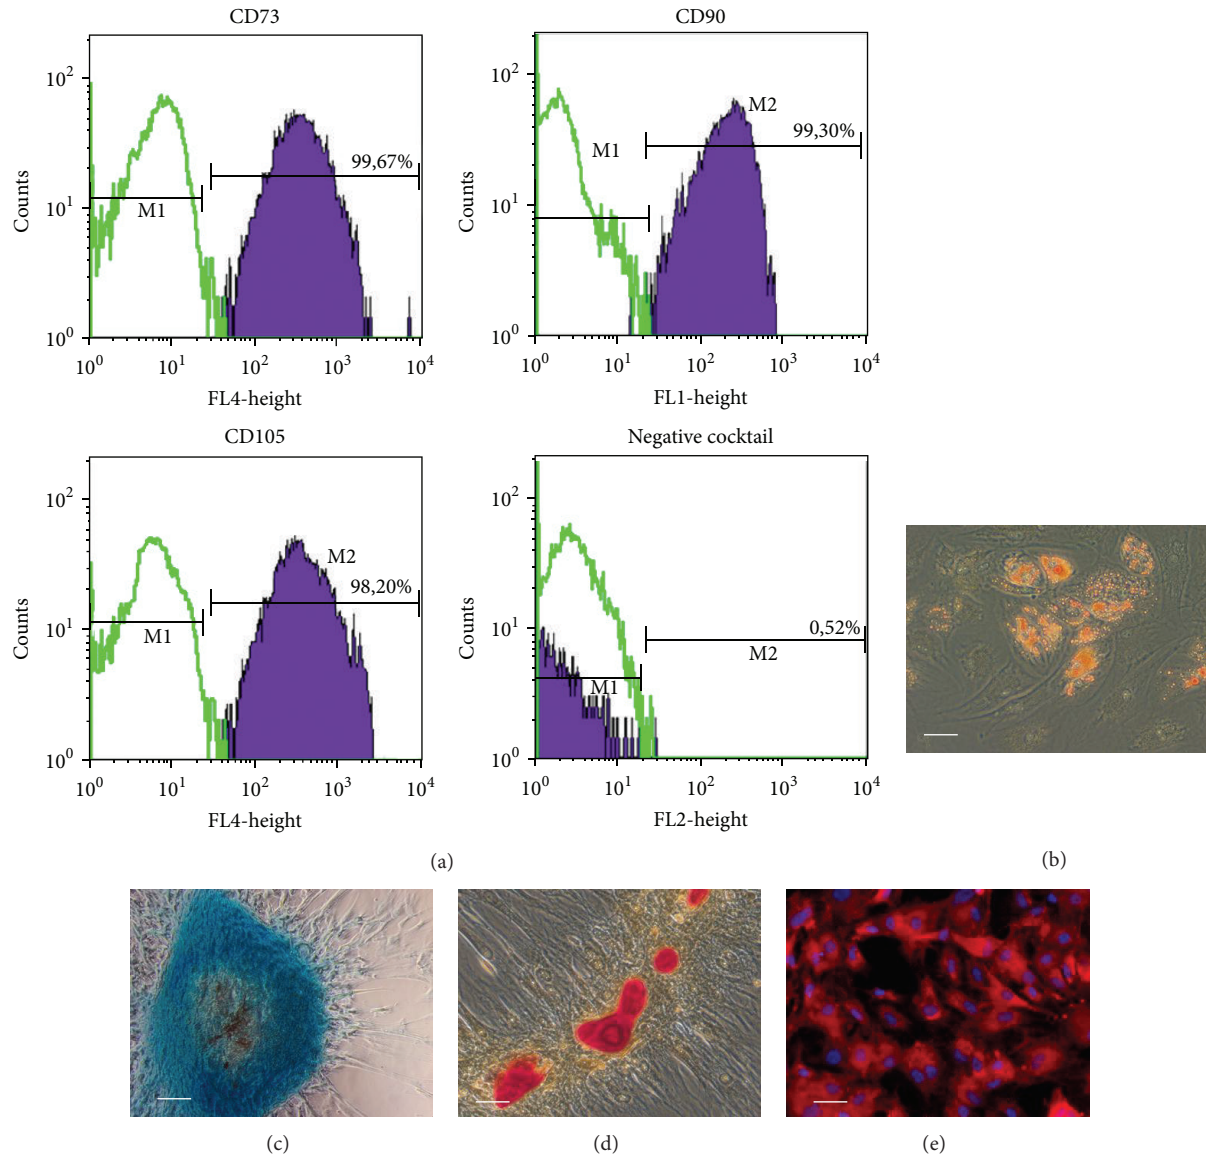 CD73
10² 10¹ 10⁰
Counts
M1
99,67%
10⁰ 10¹ 10² 10³ 10⁴
FL4-height
CD90
10² 10¹ 10⁰
Counts
M1
M2
99,30%
10⁰ 10¹ 10² 10³ 10⁴
FL1-height
CD105
10² 10¹ 10⁰
Counts
M1
M2
98,20%
10⁰ 10¹ 10² 10³ 10⁴
FL4-height
Negative cocktail
10² 10¹ 10⁰
Counts
M1
0,52%
M2
10⁰ 10¹ 10² 10³ 10⁴
FL2-height
(a)
(b)
(c)
(d)
(e)